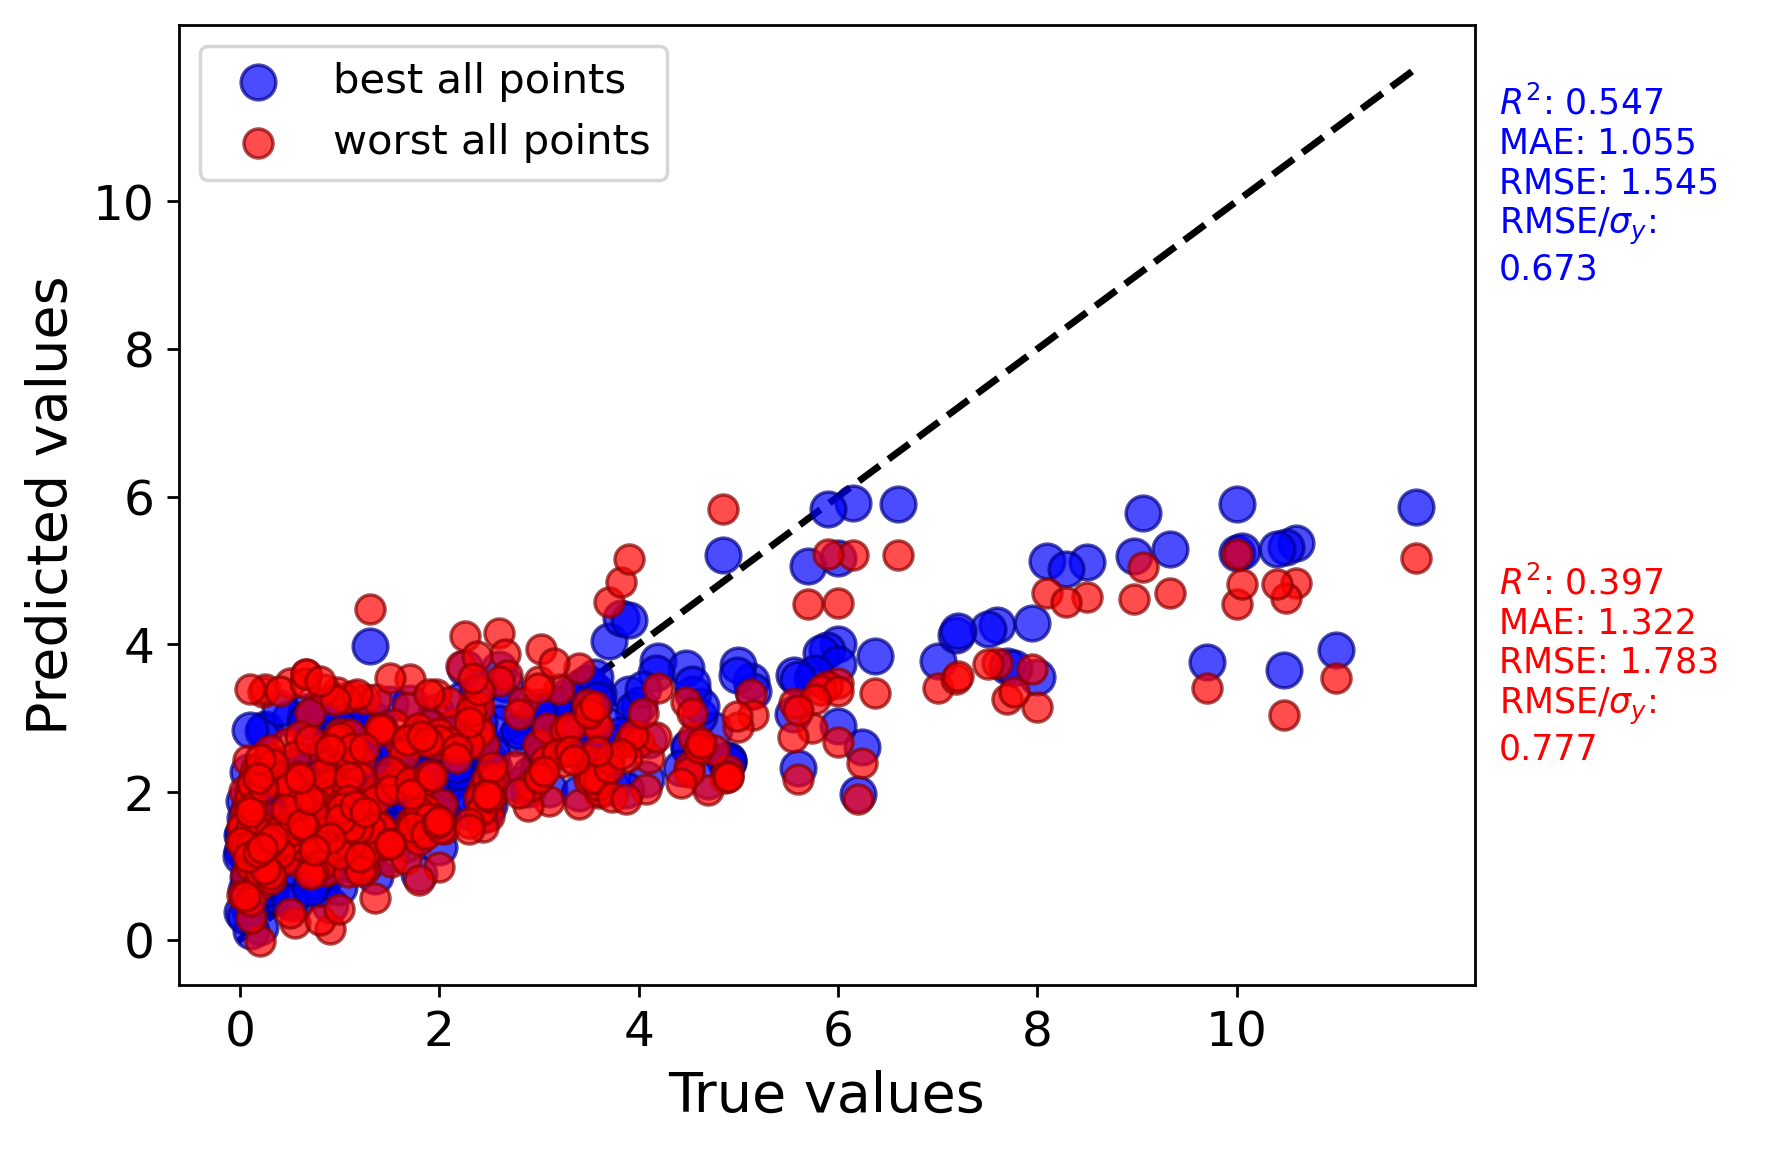 best all points
worst all points
10
8
6
4
2
0
Predicted values
0 2 4 6 8 10
True values
R²: 0.547
MAE: 1.055
RMSE: 1.545
RMSE/σ_y:
0.673
R²: 0.397
MAE: 1.322
RMSE: 1.783
RMSE/σ_y:
0.777